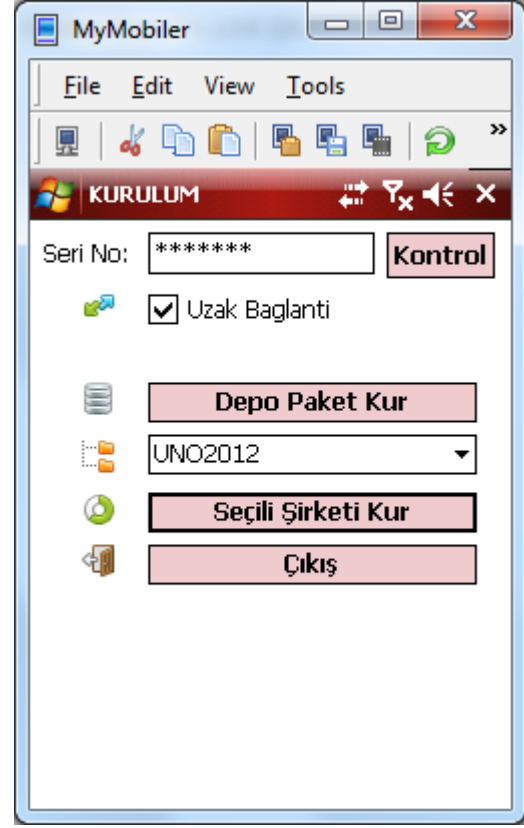 MyMobiler
File Edit View Tools
KURULUM
Seri No: ******* Kontrol
Uzak Baglanti
Depo Paket Kur
UNO2012
Seçili Şirketi Kur
Çıkış